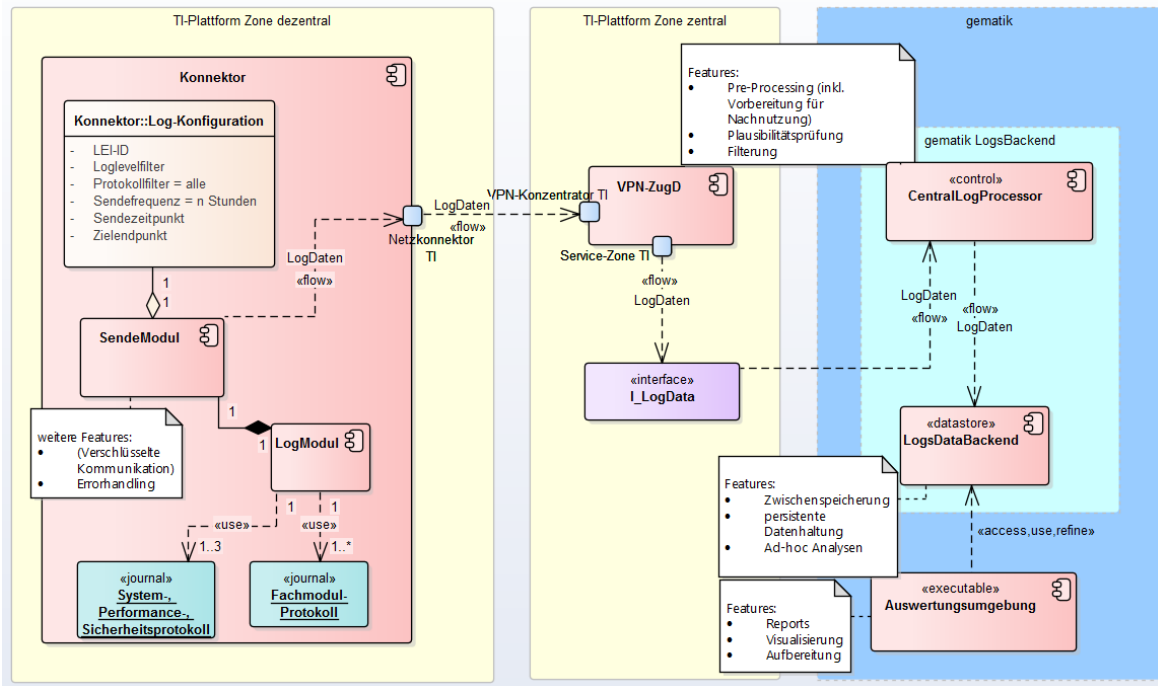 TI-Plattform Zone dezentral
Konnektor
Konnektor::Log-Konfiguration
- LEI-ID
- Loglevelfilter
- Protokollfilter = alle
- Sendefrequenz = n Stunden
- Sendezeitpunkt
- Zielendpunkt
1
1
SendeModul
LogDaten
«flow»
Netzkonnektor
TI
weitere Features:
• (Verschlüsselte
Kommunikation)
• Errorhandling
1
1
LogModul
1
«use»
1..3
1
«use»
1..*
«journal»
System-,
Performance-,
Sicherheitsprotokoll
«journal»
Fachmodul-
Protokoll
LogDaten
«flow»
TI-Plattform Zone zentral
VPN-Konzentrator TI
VPN-ZugD
Service-Zone TI
«flow»
LogDaten
«interface»
I_LogData
gematik
Features:
• Pre-Processing (inkl.
Vorbereitung für
Nachnutzung)
• Plausibilitätsprüfung
• Filterung
gematik LogsBackend
«control»
CentralLogProcessor
LogDaten
«flow»
«flow»
LogDaten
«datastore»
LogsDataBackend
Features:
• Zwischenspeicherung
• persistente
Datenhaltung
• Ad-hoc Analysen
«access,use,refine»
«executable»
Auswertungsumgebung
Features:
• Reports
• Visualisierung
• Aufbereitung